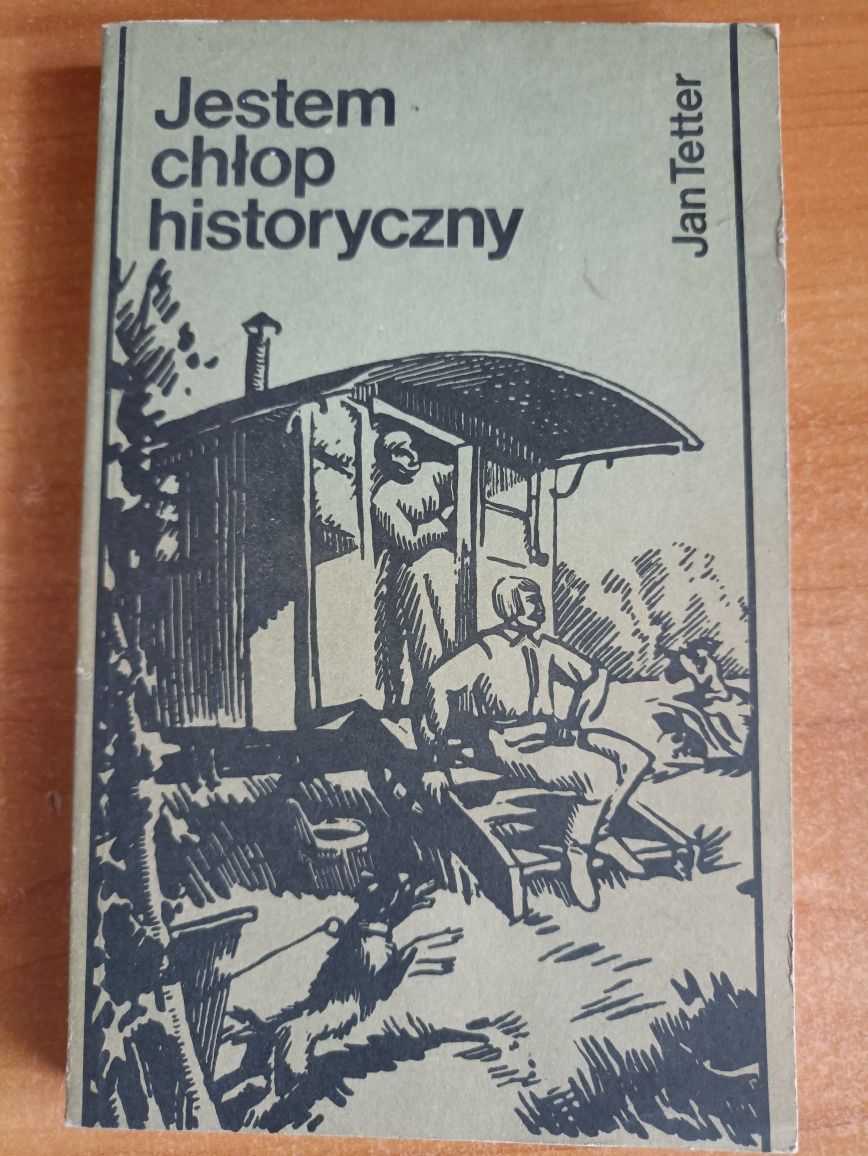 Jestem
chłop
historyczny
Jan Tetter